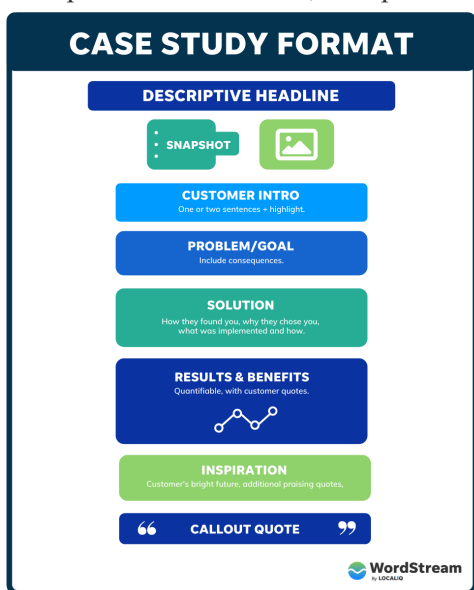 CASE STUDY FORMAT
DESCRIPTIVE HEADLINE
SNAPSHOT
CUSTOMER INTRO
One or two sentences + highlight.
PROBLEM/GOAL
Include consequences.
SOLUTION
How they found you, why they chose you,
what was implemented and how.
RESULTS & BENEFITS
Quantifiable, with customer quotes.
INSPIRATION
Customer's bright future, additional praising quotes,
“ CALLOUT QUOTE ”
WordStream
by LOCALiQ